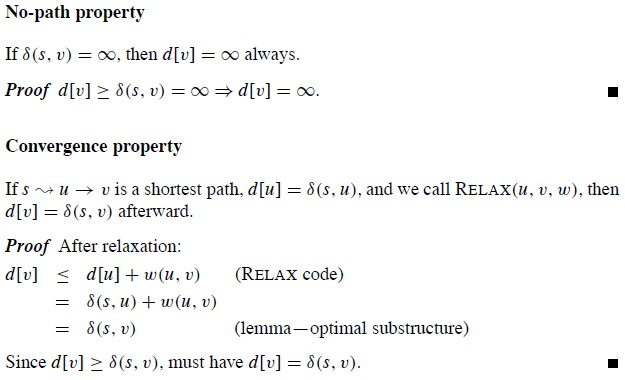 No-path property
If δ(s, v) = ∞, then d[v] = ∞ always.
Proof d[v] ≥ δ(s, v) = ∞ ⇒ d[v] = ∞. ■
Convergence property
If s ⇝ u → v is a shortest path, d[u] = δ(s, u), and we call RELAX(u, v, w), then
d[v] = δ(s, v) afterward.
Proof After relaxation:
d[v] ≤ d[u] + w(u, v) (RELAX code)
= δ(s, u) + w(u, v)
= δ(s, v) (lemma—optimal substructure)
Since d[v] ≥ δ(s, v), must have d[v] = δ(s, v). ■